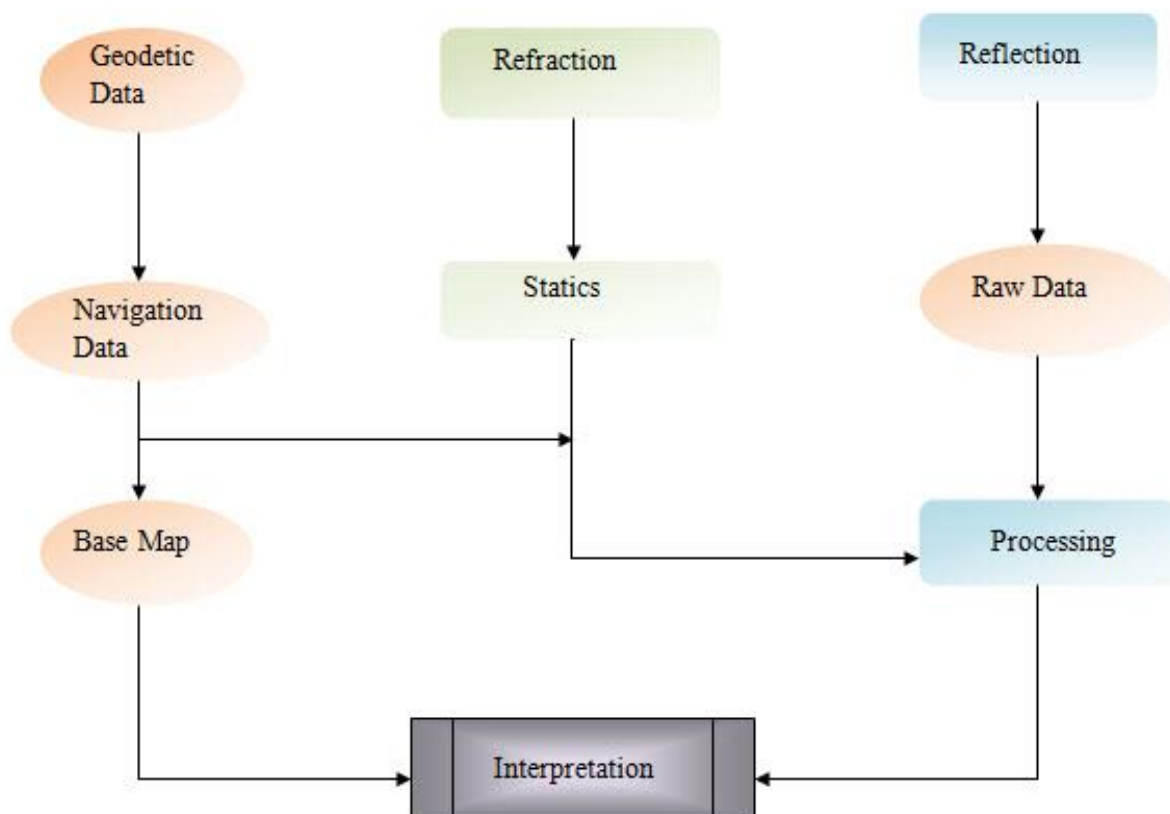 Geodetic
Data
Refraction
Reflection
Navigation
Data
Statics
Raw Data
Base Map
Processing
Interpretation